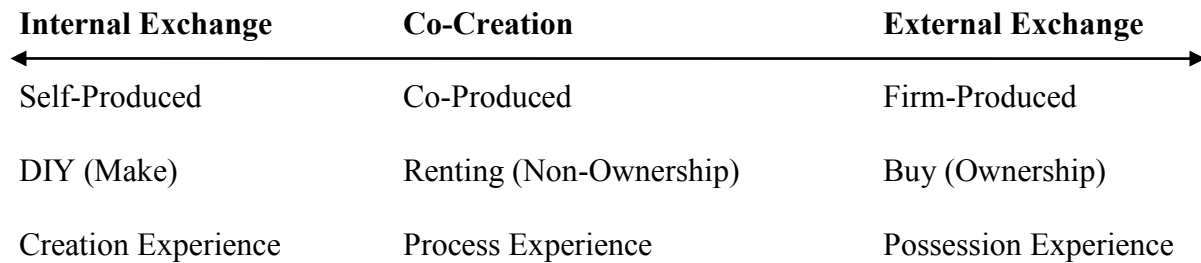 Internal Exchange Co-Creation External Exchange
Self-Produced Co-Produced Firm-Produced
DIY (Make) Renting (Non-Ownership) Buy (Ownership)
Creation Experience Process Experience Possession Experience